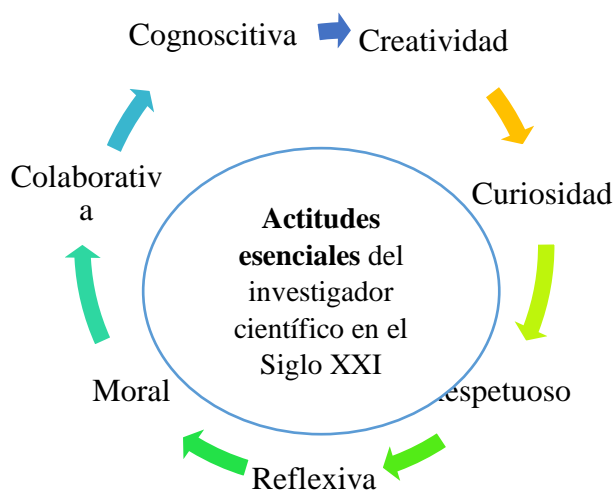 Cognoscitiva
Creatividad
Curiosidad
espetuoso
Reflexiva
Moral
Colaborativ
a
Actitudes
esenciales del
investigador
científico en el
Siglo XXI